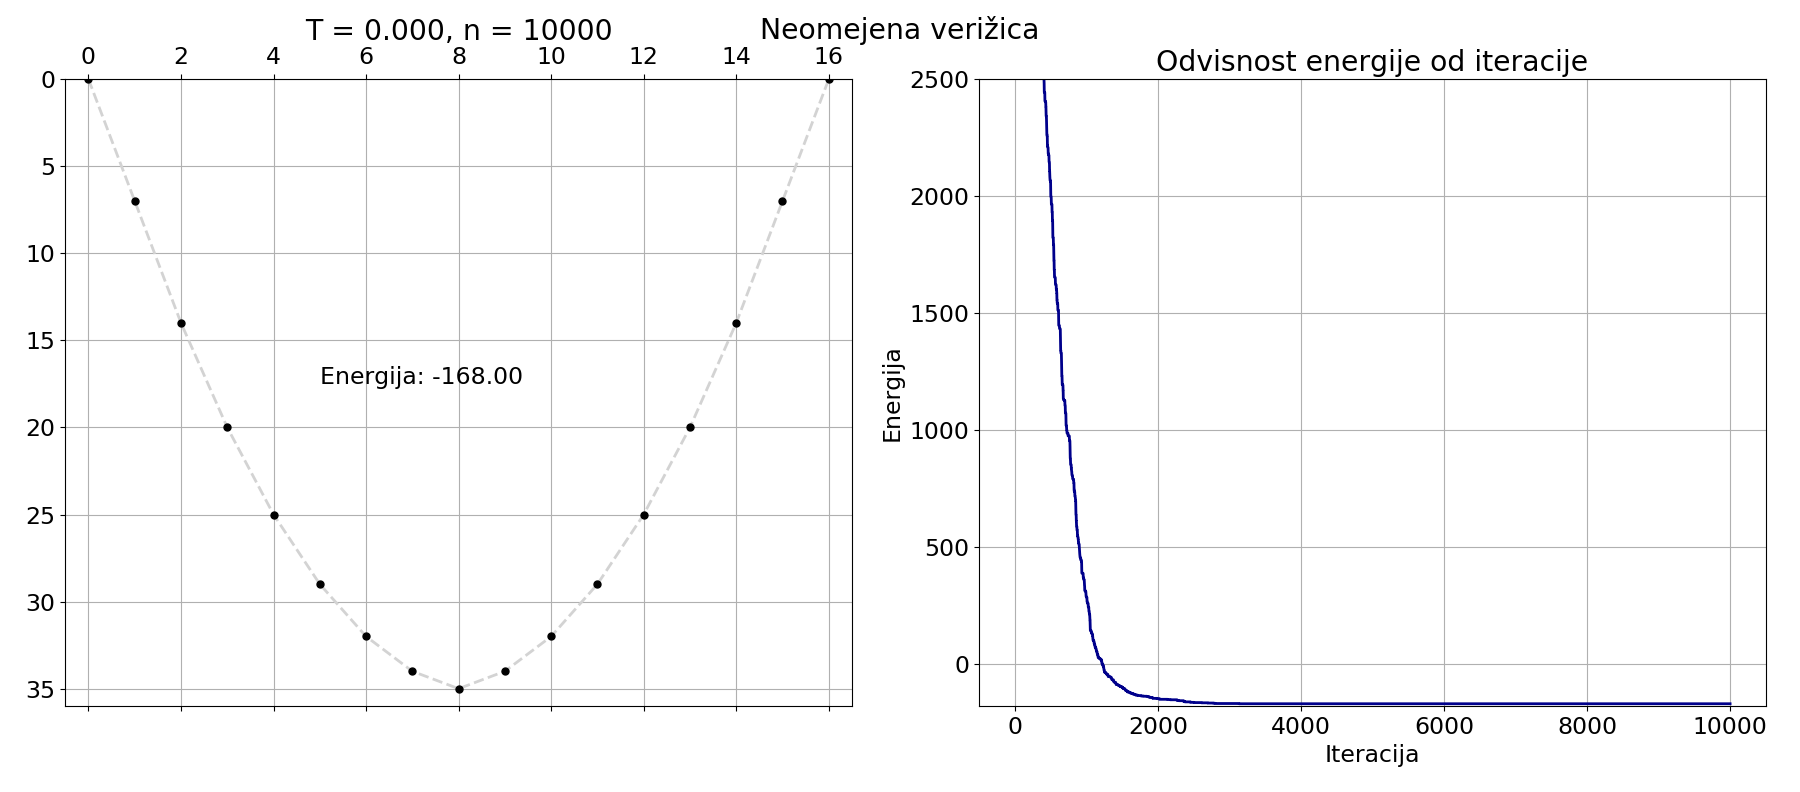 Neomejena verižica
T = 0.000, n = 10000
0 2 4 6 8 10 12 14 16
0
5
10
15
20
25
30
35
Energija: -168.00
Odvisnost energije od iteracije
Energija
2500
2000
1500
1000
500
0
0 2000 4000 6000 8000 10000
Iteracija